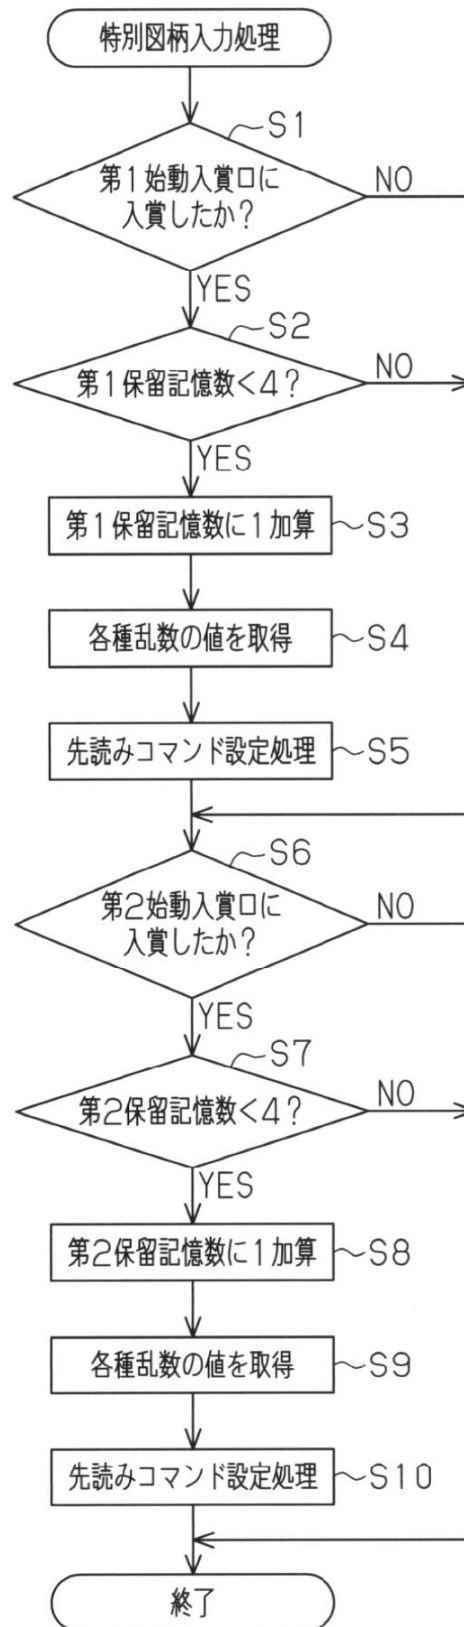 特別図柄入力処理
S1
第1始動入賞口に
入賞したか?
NO
YES
S2
第1保留記憶数<4?
NO
YES
第1保留記憶数に1加算
S3
各種乱数の値を取得
S4
先読みコマンド設定処理
S5
S6
第2始動入賞口に
入賞したか?
NO
YES
S7
第2保留記憶数<4?
NO
YES
第2保留記憶数に1加算
S8
各種乱数の値を取得
S9
先読みコマンド設定処理
S10
終了